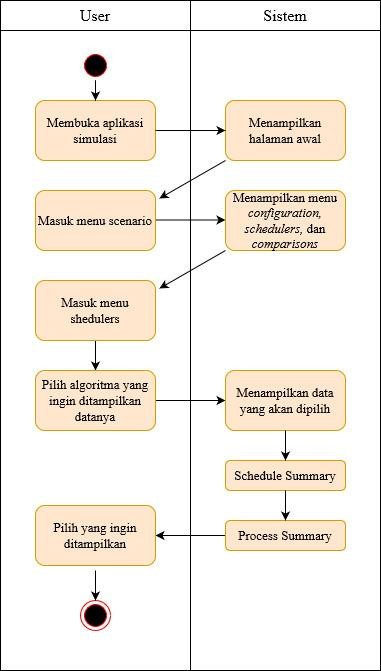 User
Sistem
Membuka aplikasi
simulasi
Menampilkan
halaman awal
Masuk menu scenario
Menampilkan menu
configuration,
schedulers, dan
comparisons
Masuk menu
shedulers
Pilih algoritma yang
ingin ditampilkan
datanya
Menampilkan data
yang akan dipilih
Schedule Summary
Process Summary
Pilih yang ingin
ditampilkan